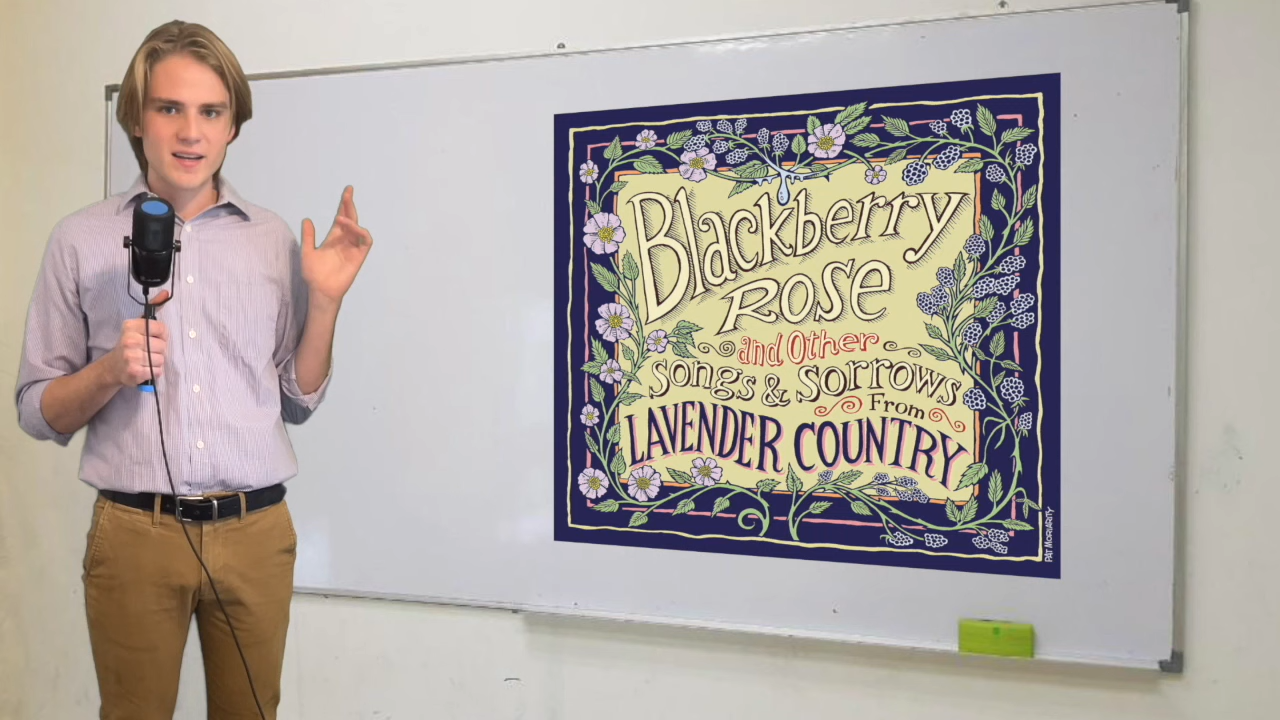 Blackberry
Rose
and Other
Songs & Sorrows
From
LAVENDER COUNTRY
PAT MORIARITY